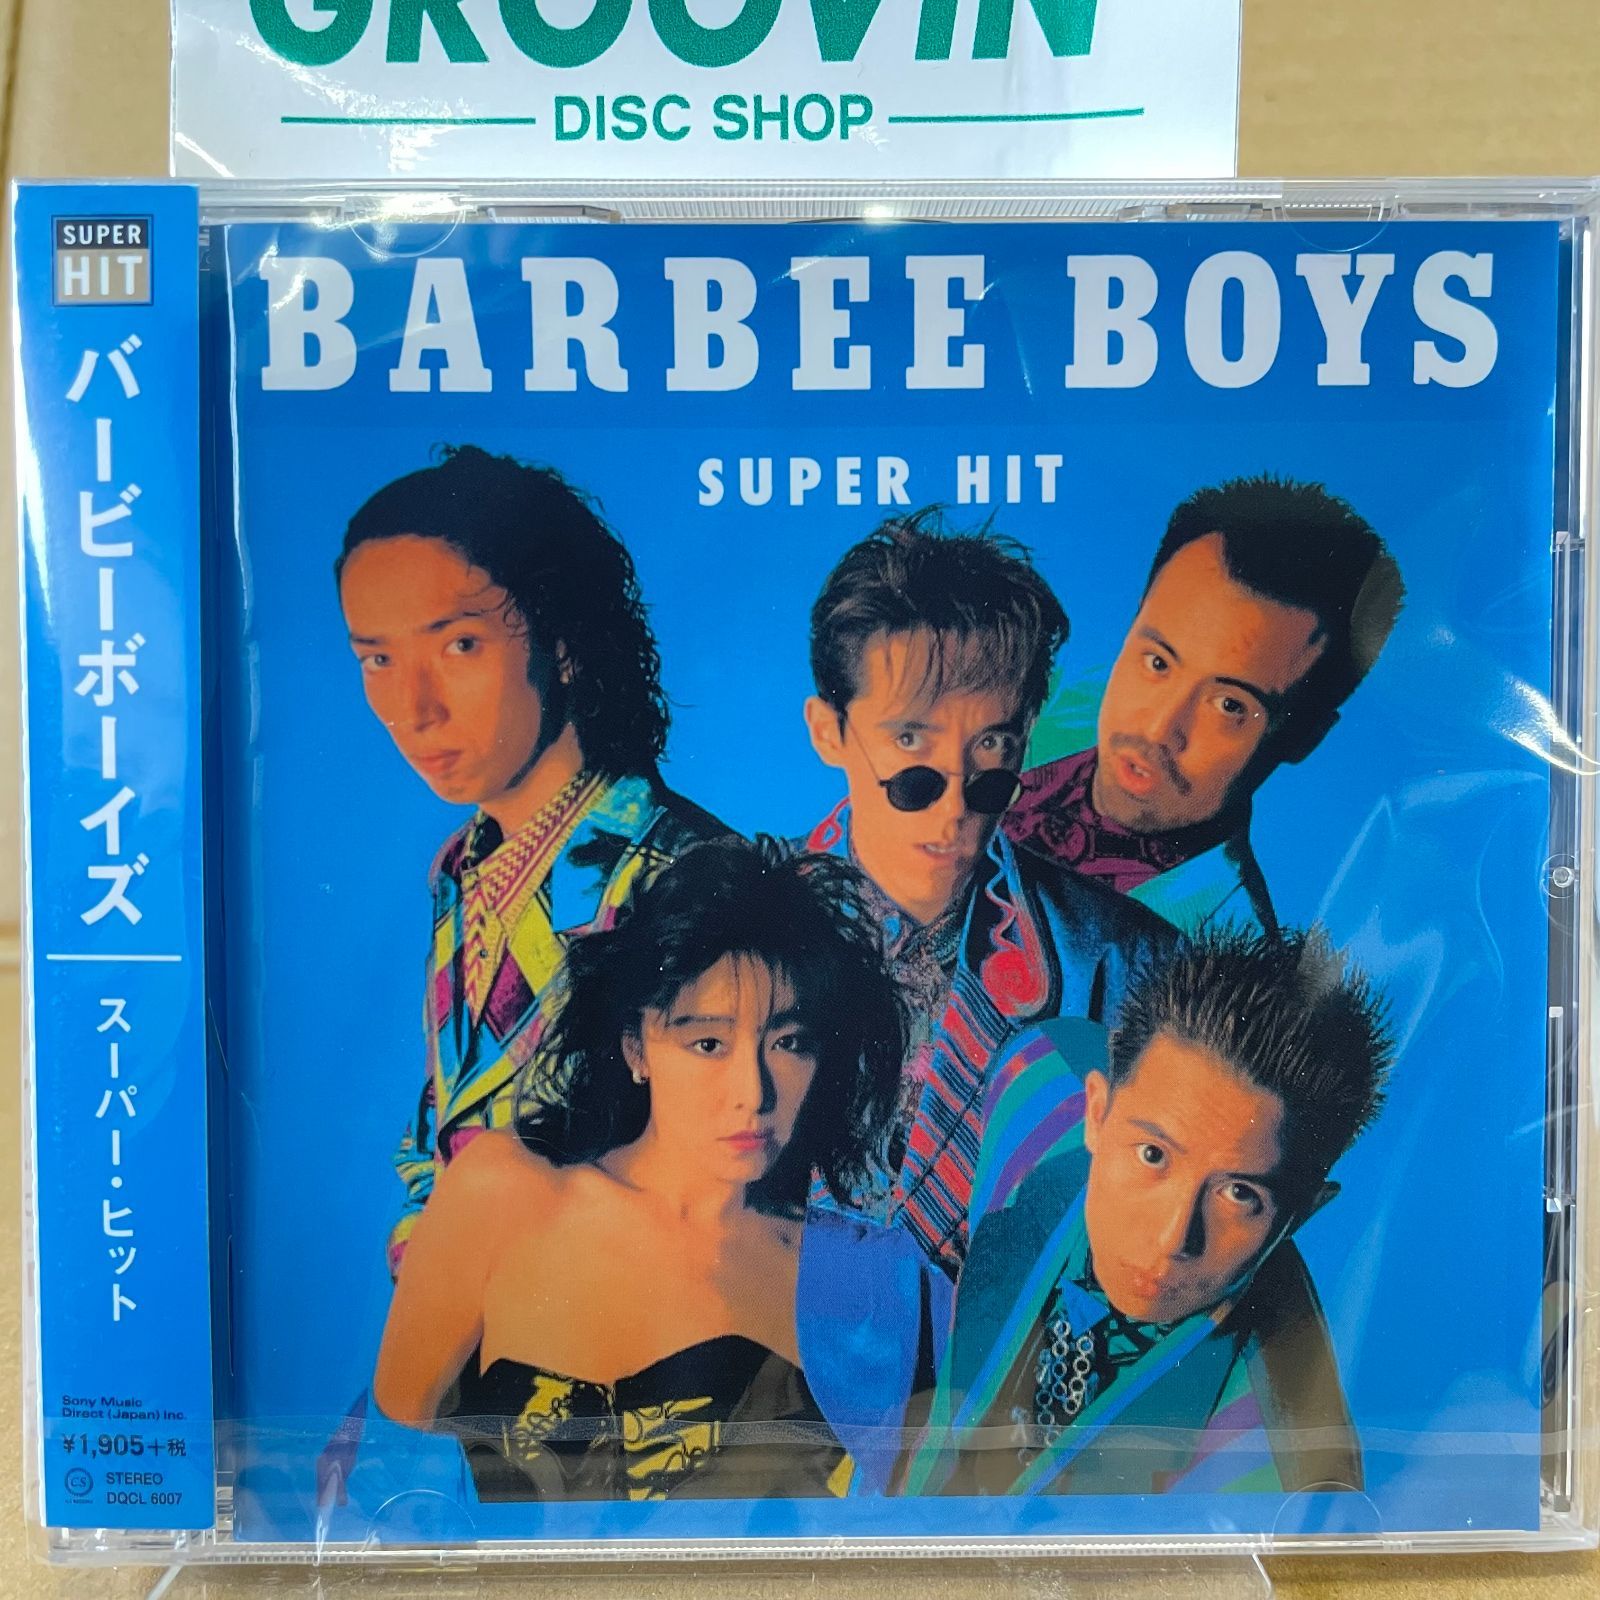 GROOVIN
DISC SHOP
SUPER
HIT
バービーボーイズ
スーパー・ヒット
Sony Music
Direct (Japan) Inc.
¥1,905+税
CS
STEREO
DQCL 6007
BARBEE BOYS
SUPER HIT